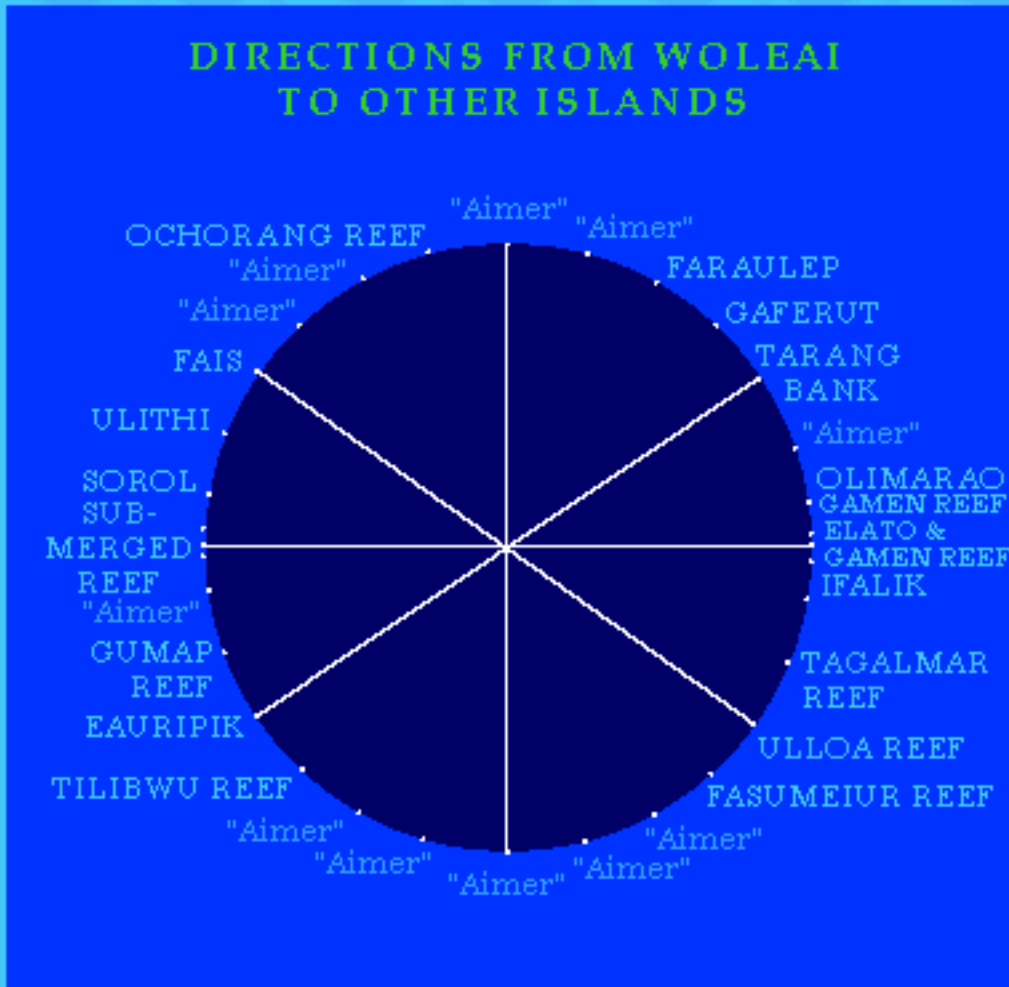 DIRECTIONS FROM WOLEAI
TO OTHER ISLANDS
"Aimer"
"Aimer"
FARAULEP
GAFERUT
TARANG
BANK
"Aimer"
OLIMARAO
GAMEN REEF
ELATO &
GAMEN REEF
IFALIK
TAGALMAR
REEF
ULLOA REEF
FASUMEIUR REEF
"Aimer"
"Aimer"
"Aimer"
"Aimer"
"Aimer"
TILIBWU REEF
EAURIPIK
GUMAP
REEF
"Aimer"
SUB-
MERGED
REEF
SOROL
ULITHI
FAIS
"Aimer"
"Aimer"
OCHORANG REEF